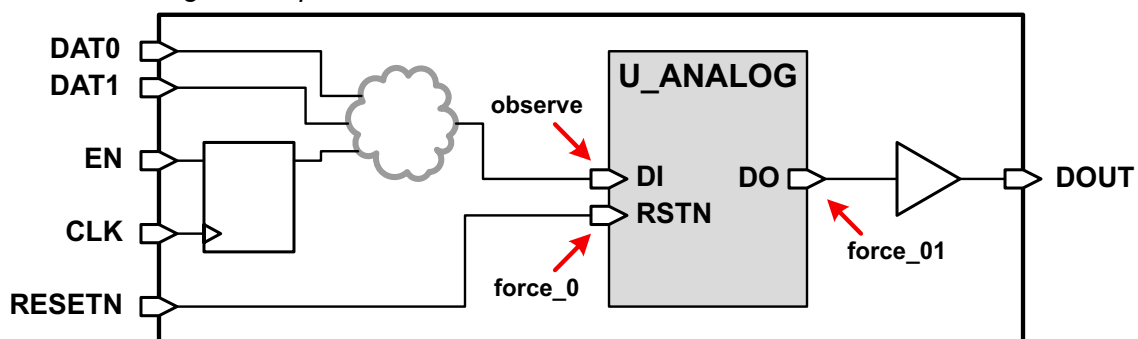 DAT0
DAT1
EN
CLK
RESETN
observe
U_ANALOG
DI
RSTN
DO
force_0
force_01
DOUT